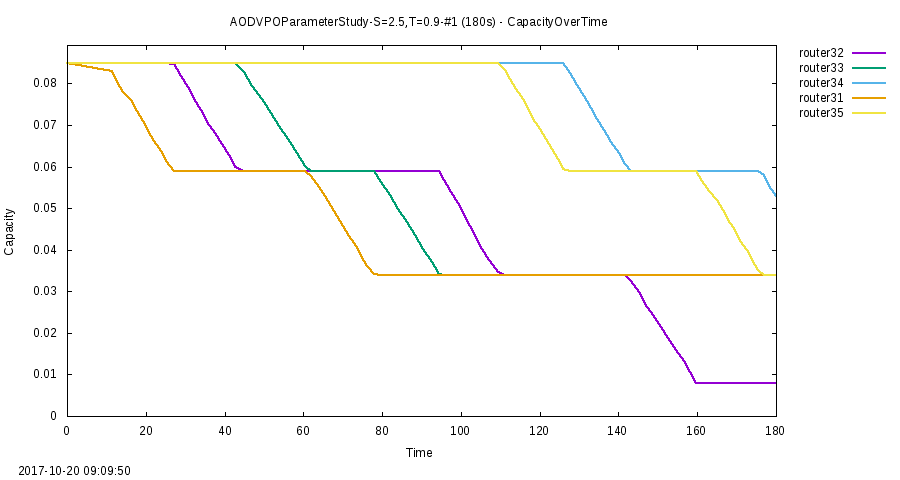 AODVPOParameterStudy-S=2.5,T=0.9-#1 (180s) - CapacityOverTime
router32
router33
router34
router31
router35
0.08
0.07
0.06
0.05
0.04
0.03
0.02
0.01
0
Capacity
0 20 40 60 80 100 120 140 160 180
Time
2017-10-20 09:09:50